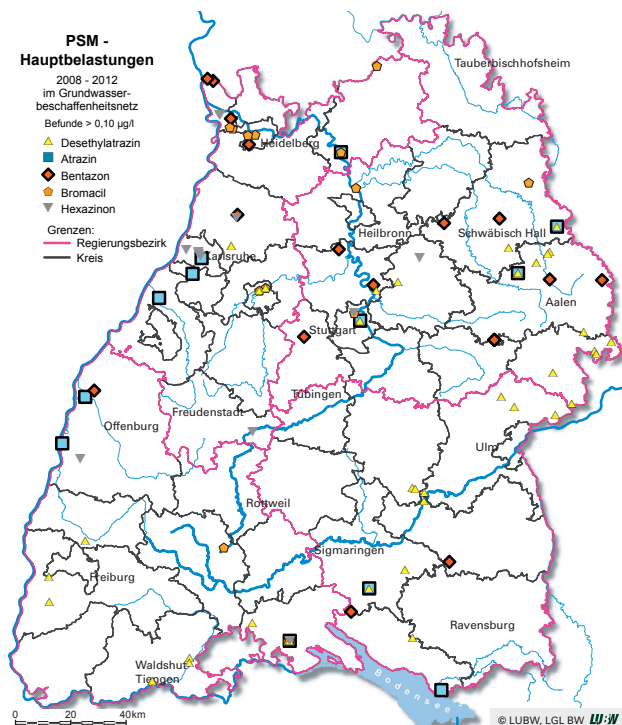 PSM -
Hauptbelastungen
2008 - 2012
im Grundwasser-
beschaffenheitsnetz
Befunde > 0,10 µg/l
Desethylatrazin
Atrazin
Bentazon
Bromacil
Hexazinon
Grenzen:
Regierungsbezirk
Kreis
Tauberbischhofsheim
Heidelberg
Heilbronn
Schwäbisch Hall
Karlsruhe
Aalen
Stuttgart
Tübingen
Freudenstadt
Offenburg
Ulm
Rottweil
Sigmaringen
Freiburg
Ravensburg
Waldshut-
Tiengen
Bodensee
0 20 40km
© LUBW, LGL BW LU:W